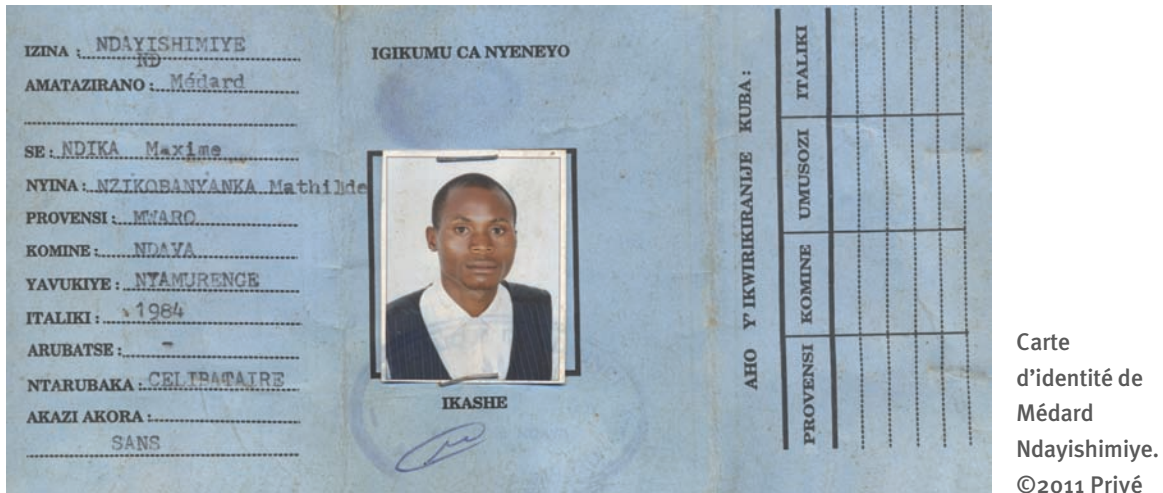 IZINA : NDAYISHIMIYE
ND
AMATAZIRANO : Médard
SE : NDIKA Maxime
NYINA : NZIKOBANYANKA Mathilde
PROVENSI : MWARO
KOMINE : NDAVA
YAVUKIYE : NYAMURENGE
ITALIKI : 1984
ARUBATSE : -
NTARUBAKA : CELIBATAIRE
AKAZI AKORA :
SANS
IGIKUMU CA NYENEYO
IKASHE
AHO Y' IKWIRIKIRANIJE KUBA :
PROVENSI KOMINE UMUSOZI ITALIKI
Carte
d'identité de
Médard
Ndayishimiye.
©2011 Privé